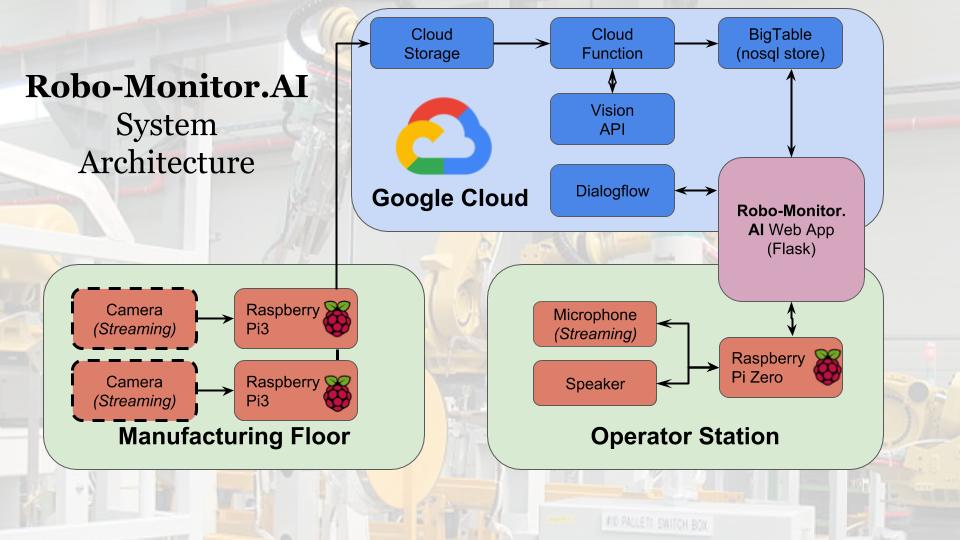 Robo-Monitor.AI
System
Architecture
Cloud
Storage
Cloud
Function
BigTable
(nosql store)
Vision
API
Google Cloud
Dialogflow
Robo-Monitor.
AI Web App
(Flask)
Camera
(Streaming)
Raspberry
Pi3
Camera
(Streaming)
Raspberry
Pi3
Manufacturing Floor
Microphone
(Streaming)
Speaker
Raspberry
Pi Zero
Operator Station
SWITCH BOX